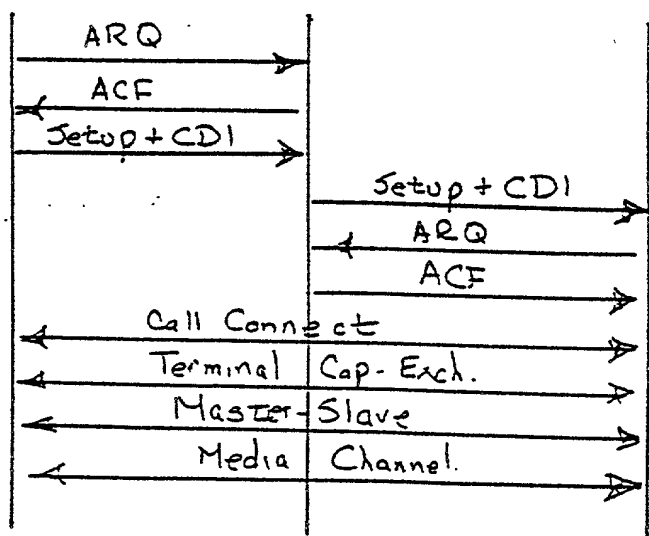 ARQ
ACF
Setup + CDI
Setup + CDI
ARQ
ACF
Call Connect
Terminal Cap-Exch.
Master-Slave
Media Channel.